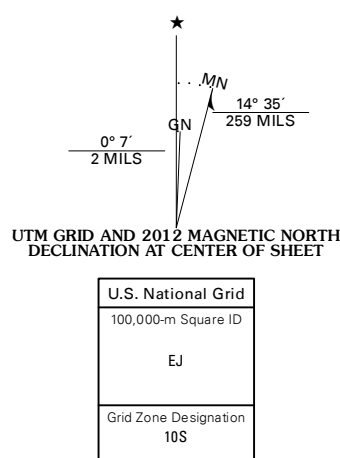 MN
14° 35´
259 MILS
GN
0° 7´
2 MILS
UTM GRID AND 2012 MAGNETIC NORTH
DECLINATION AT CENTER OF SHEET
U.S. National Grid
100,000-m Square ID
EJ
Grid Zone Designation
10S